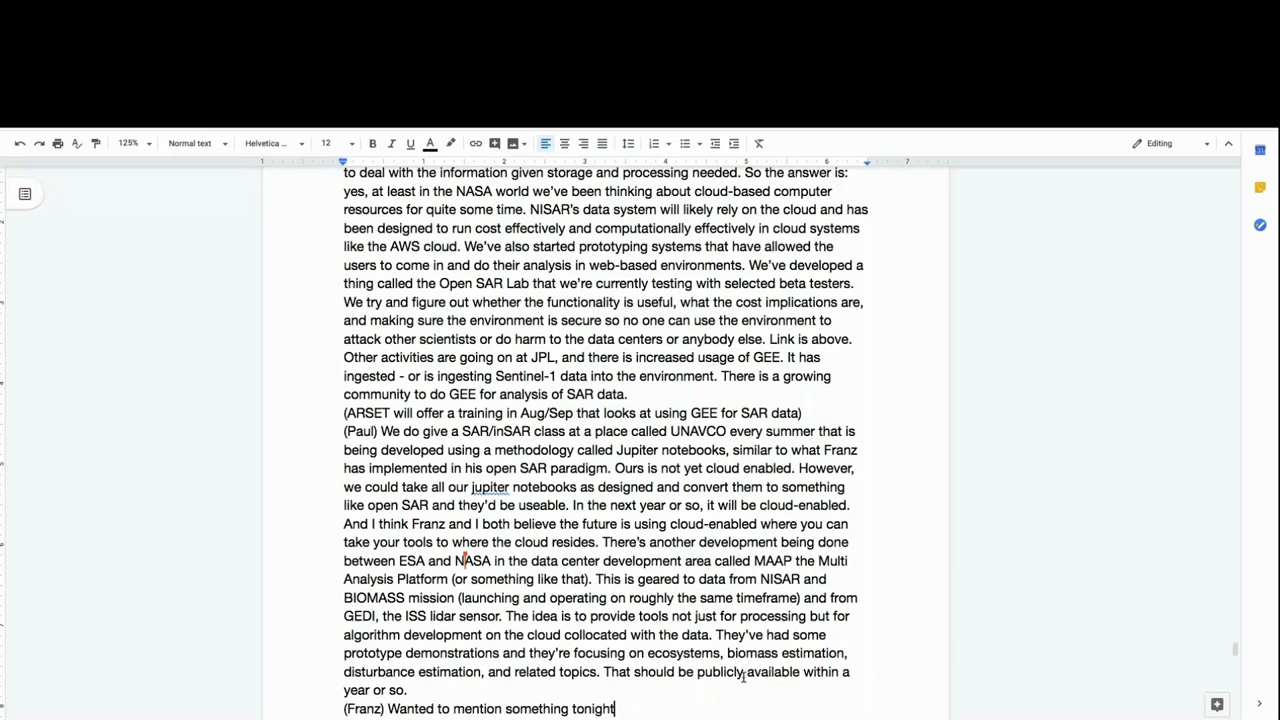 125% Normal text Helvetica ... 12 Editing
1 1 2 3 4 5 6 7
to deal with the information given storage and processing needed. So the answer is:
yes, at least in the NASA world we've been thinking about cloud-based computer
resources for quite some time. NISAR's data system will likely rely on the cloud and has
been designed to run cost effectively and computationally effectively in cloud systems
like the AWS cloud. We've also started prototyping systems that have allowed the
users to come in and do their analysis in web-based environments. We've developed a
thing called the Open SAR Lab that we're currently testing with selected beta testers.
We try and figure out whether the functionality is useful, what the cost implications are,
and making sure the environment is secure so no one can use the environment to
attack other scientists or do harm to the data centers or anybody else. Link is above.
Other activities are going on at JPL, and there is increased usage of GEE. It has
ingested - or is ingesting Sentinel-1 data into the environment. There is a growing
community to do GEE for analysis of SAR data.
(ARSET will offer a training in Aug/Sep that looks at using GEE for SAR data)
(Paul) We do give a SAR/inSAR class at a place called UNAVCO every summer that is
being developed using a methodology called Jupiter notebooks, similar to what Franz
has implemented in his open SAR paradigm. Ours is not yet cloud enabled. However,
we could take all our jupiter notebooks as designed and convert them to something
like open SAR and they'd be useable. In the next year or so, it will be cloud-enabled.
And I think Franz and I both believe the future is using cloud-enabled where you can
take your tools to where the cloud resides. There's another development being done
between ESA and NASA in the data center development area called MAAP the Multi
Analysis Platform (or something like that). This is geared to data from NISAR and
BIOMASS mission (launching and operating on roughly the same timeframe) and from
GEDI, the ISS lidar sensor. The idea is to provide tools not just for processing but for
algorithm development on the cloud collocated with the data. They've had some
prototype demonstrations and they're focusing on ecosystems, biomass estimation,
disturbance estimation, and related topics. That should be publicly available within a
year or so.
(Franz) Wanted to mention something tonight